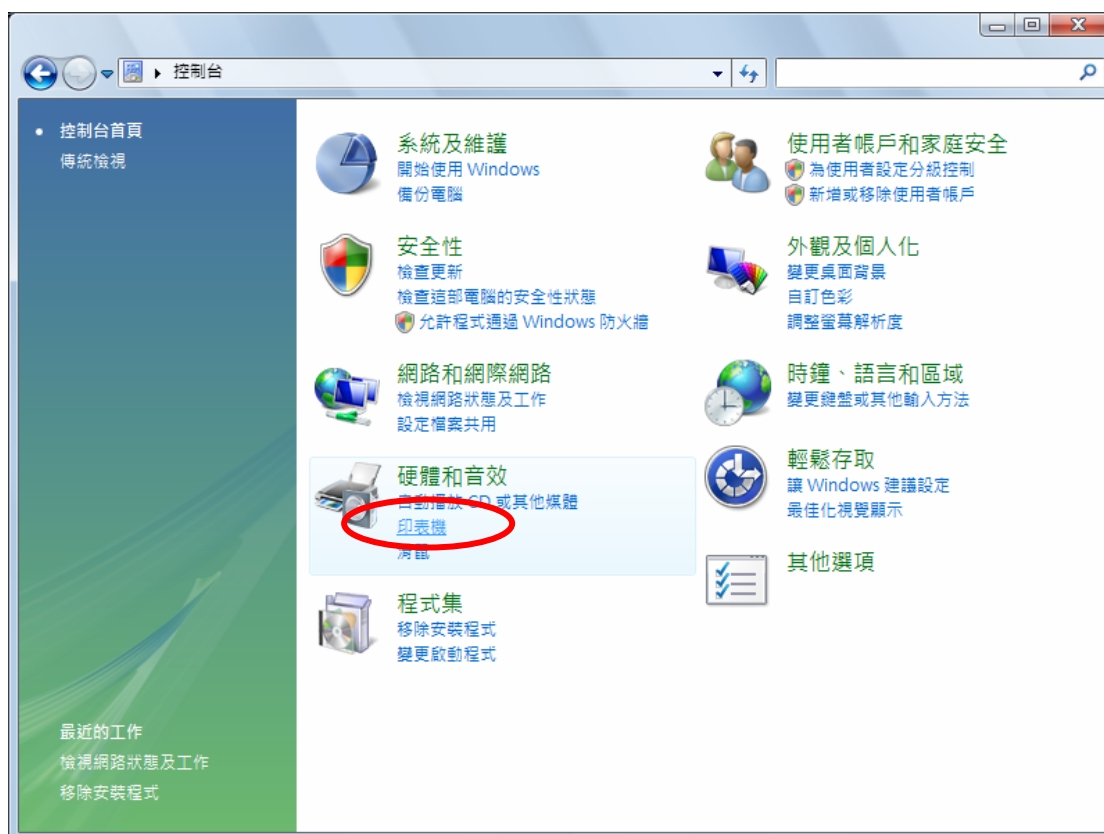 控制台
控制台首頁
傳統檢視
系統及維護
開始使用 Windows
備份電腦
安全性
檢查更新
檢查這部電腦的安全性狀態
允許程式通過 Windows 防火牆
網路和網際網路
檢視網路狀態及工作
設定檔案共用
硬體和音效
自動播放 CD 或其他媒體
印表機
滑鼠
程式集
移除安裝程式
變更啟動程式
使用者帳戶和家庭安全
為使用者設定分級控制
新增或移除使用者帳戶
外觀及個人化
變更桌面背景
自訂色彩
調整螢幕解析度
時鐘、語言和區域
變更鍵盤或其他輸入方法
輕鬆存取
讓 Windows 建議設定
最佳化視覺顯示
其他選項
最近的工作
檢視網路狀態及工作
移除安裝程式